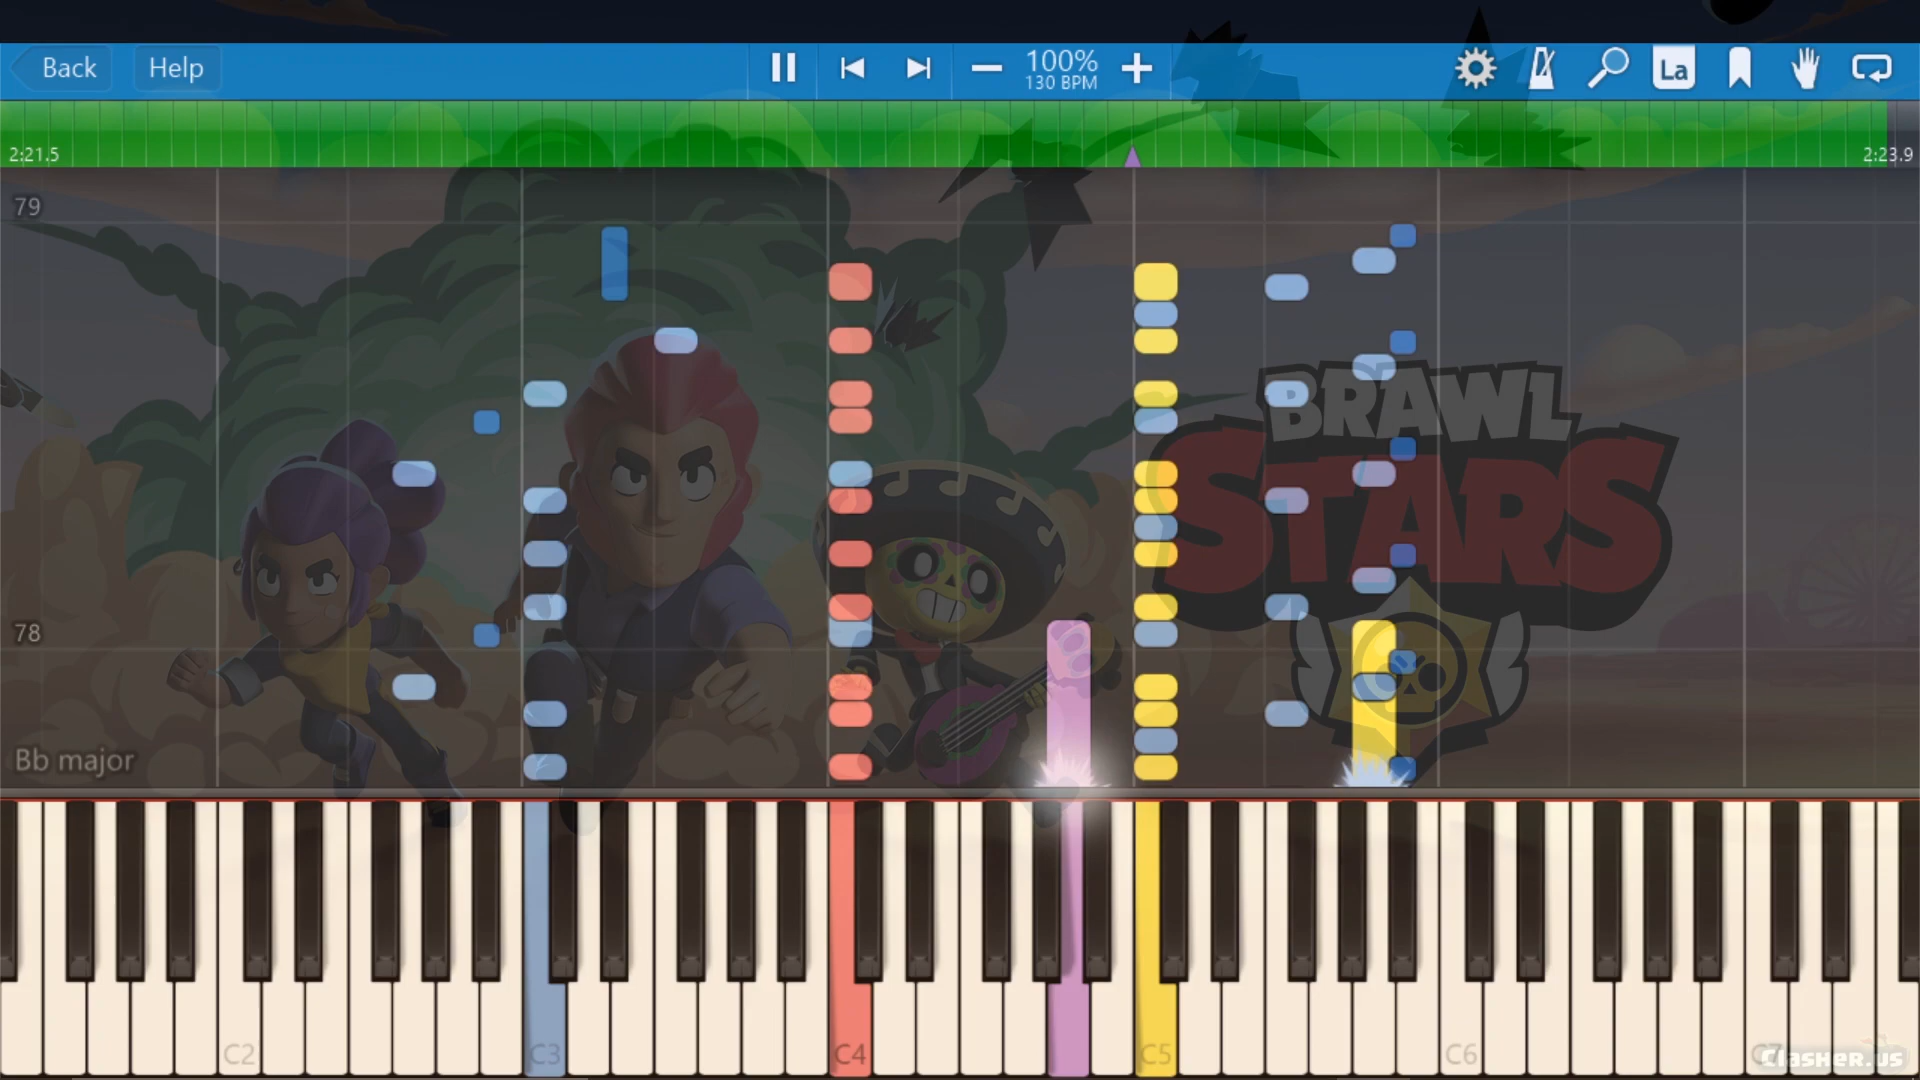 Back
Help
100%
130 BPM
La
2:21.5
2:23.9
79
BRAWL
STARS
78
Bb major
C2
C3
C4
C5
C6
C7
Clasher.us